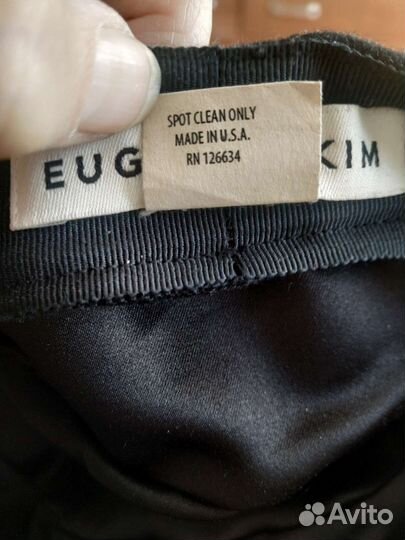 SPOT CLEAN ONLY
MADE IN U.S.A.
RN 126634
EUG KIM
Avito